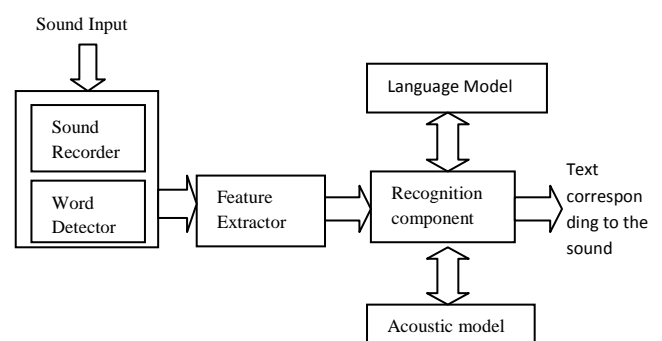 Sound Input
Sound
Recorder
Word
Detector
Feature
Extractor
Language Model
Recognition
component
Acoustic model
Text
correspon
ding to the
sound